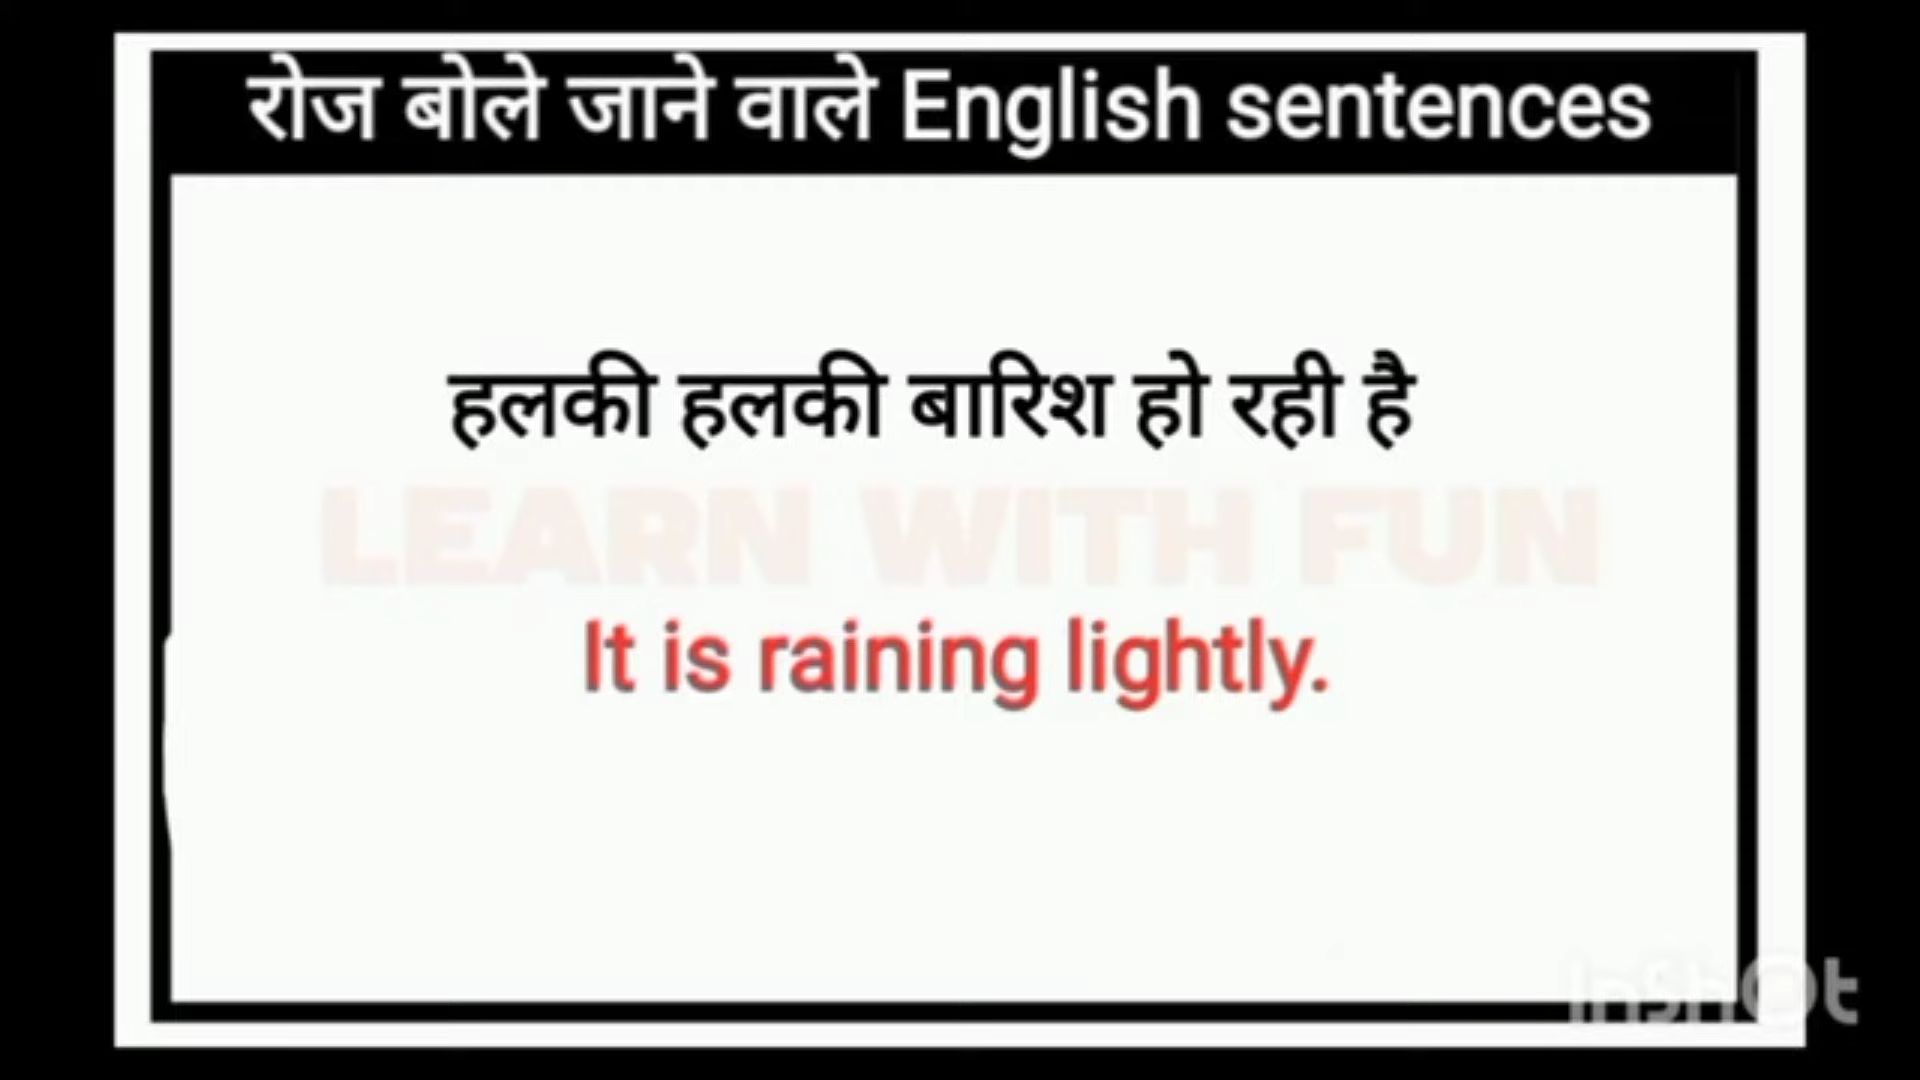 रोज बोले जाने वाले English sentences
हलकी हलकी बारिश हो रही है
LEARN WITH FUN
It is raining lightly.
InShOt